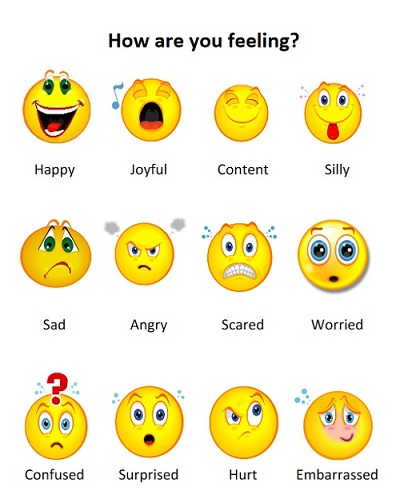 How are you feeling?
Happy Joyful Content Silly
Sad Angry Scared Worried
?
Confused Surprised Hurt Embarrassed